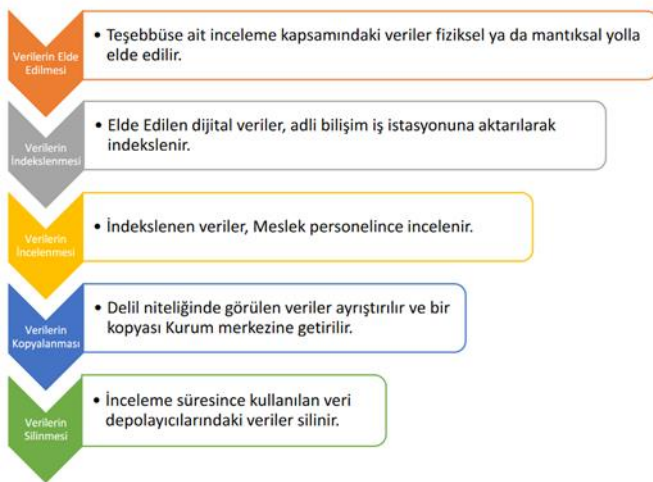 Verilerin Elde
Edilmesi
• Teşebbüse ait inceleme kapsamındaki veriler fiziksel ya da mantıksal yolla
elde edilir.
Verilerin
İndekslenmesi
• Elde Edilen dijital veriler, adli bilişim iş istasyonuna aktarılarak
indekslenir.
Verilerin
İncelenmesi
• İndekslenen veriler, Meslek personelince incelenir.
Verilerin
Kopyalanması
• Delil niteliğinde görülen veriler ayrıştırılır ve bir
kopyası Kurum merkezine getirilir.
Verilerin
Silinmesi
• İnceleme süresince kullanılan veri
depolayıcılarındaki veriler silinir.